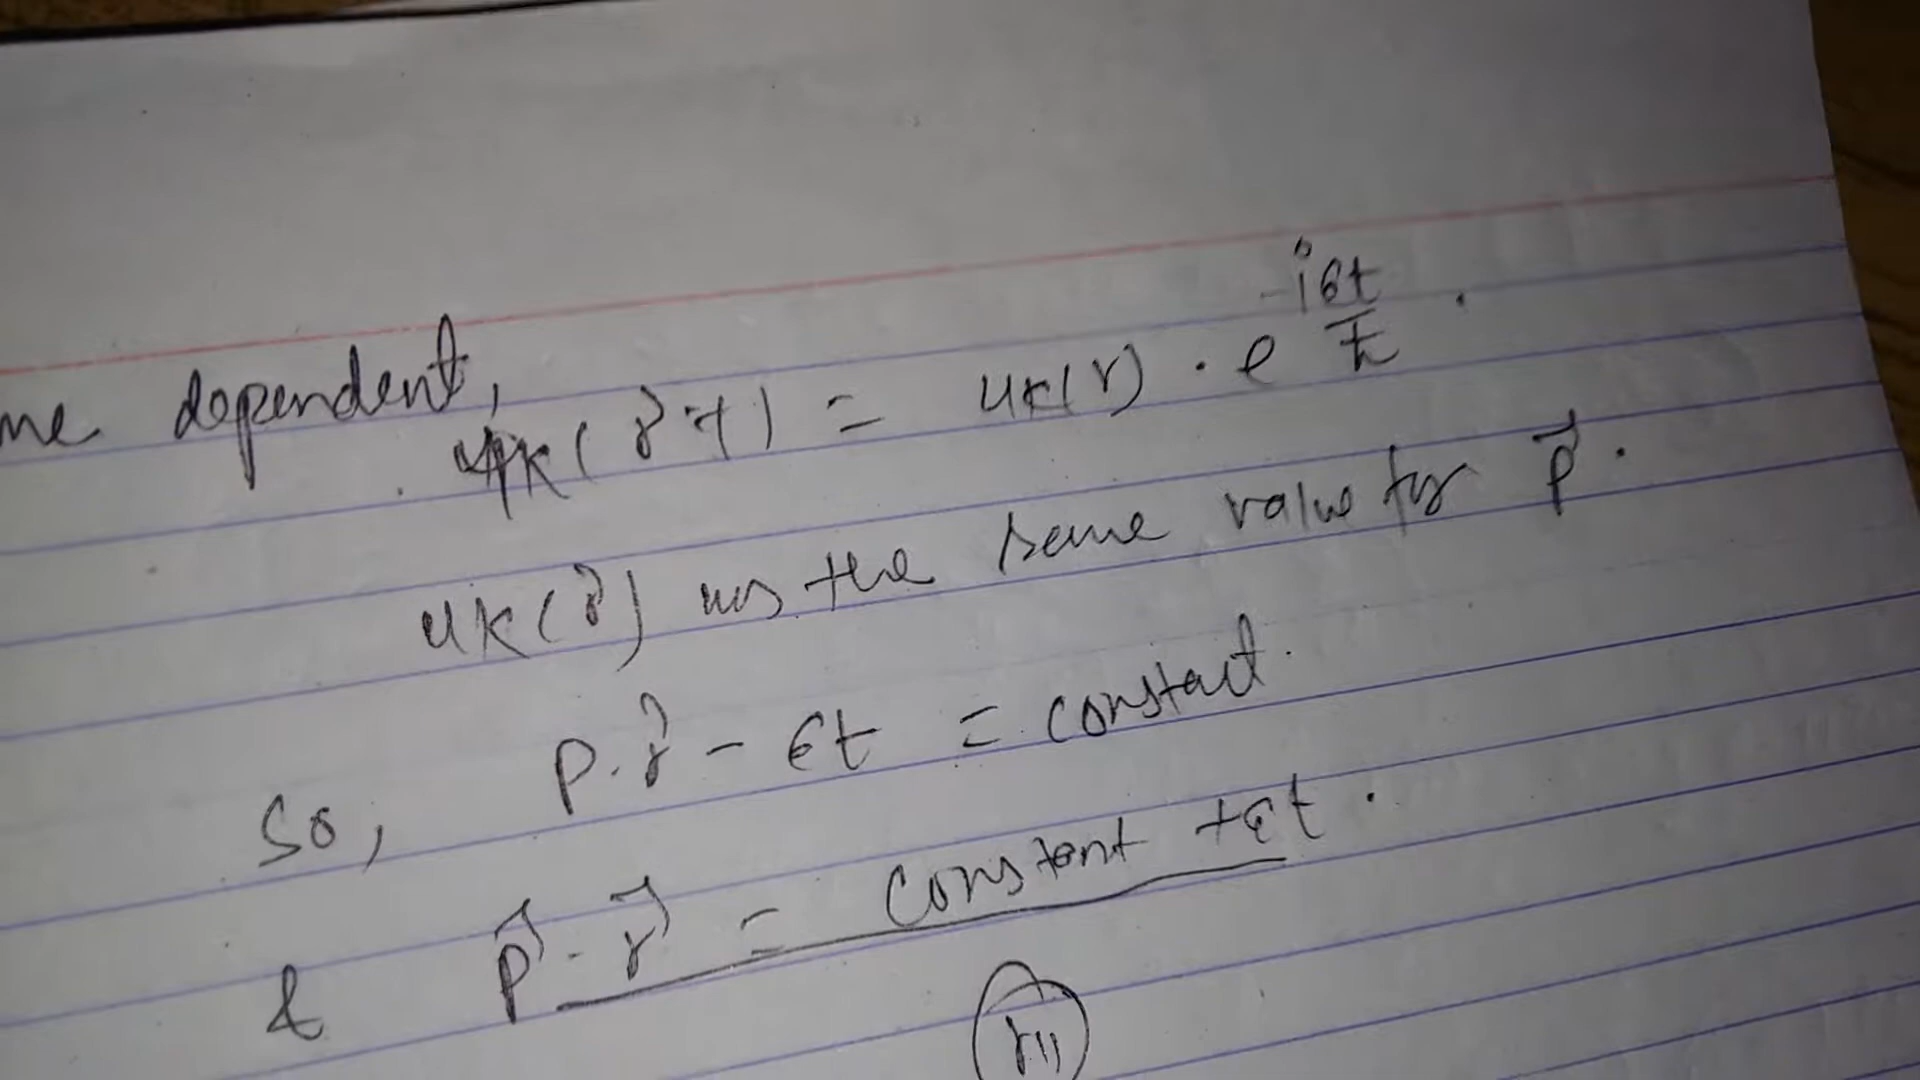 me dependent,
ψk(r⃗ t) = uk(r) · e^-iϵt/ħ .
uk(r⃗) has the same value for p⃗ .
So, p.r⃗ - ϵt = constant.
& p⃗ · r⃗ = constant + ϵt .